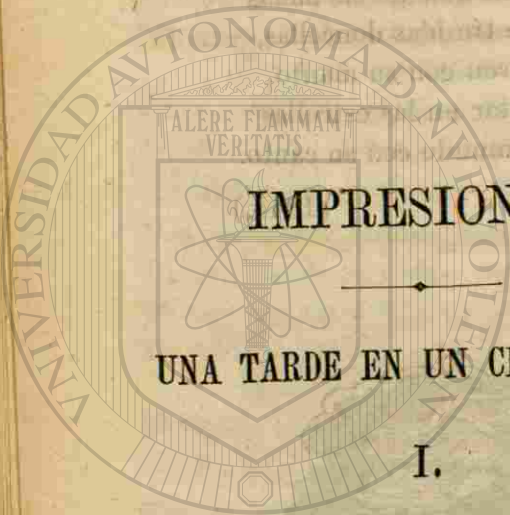 UNIVERSIDAD AUTONOMA DE NUEVO LEON
ALERE FLAMMAM
VERITATIS
IMPRESION
UNA TARDE EN UN
I.